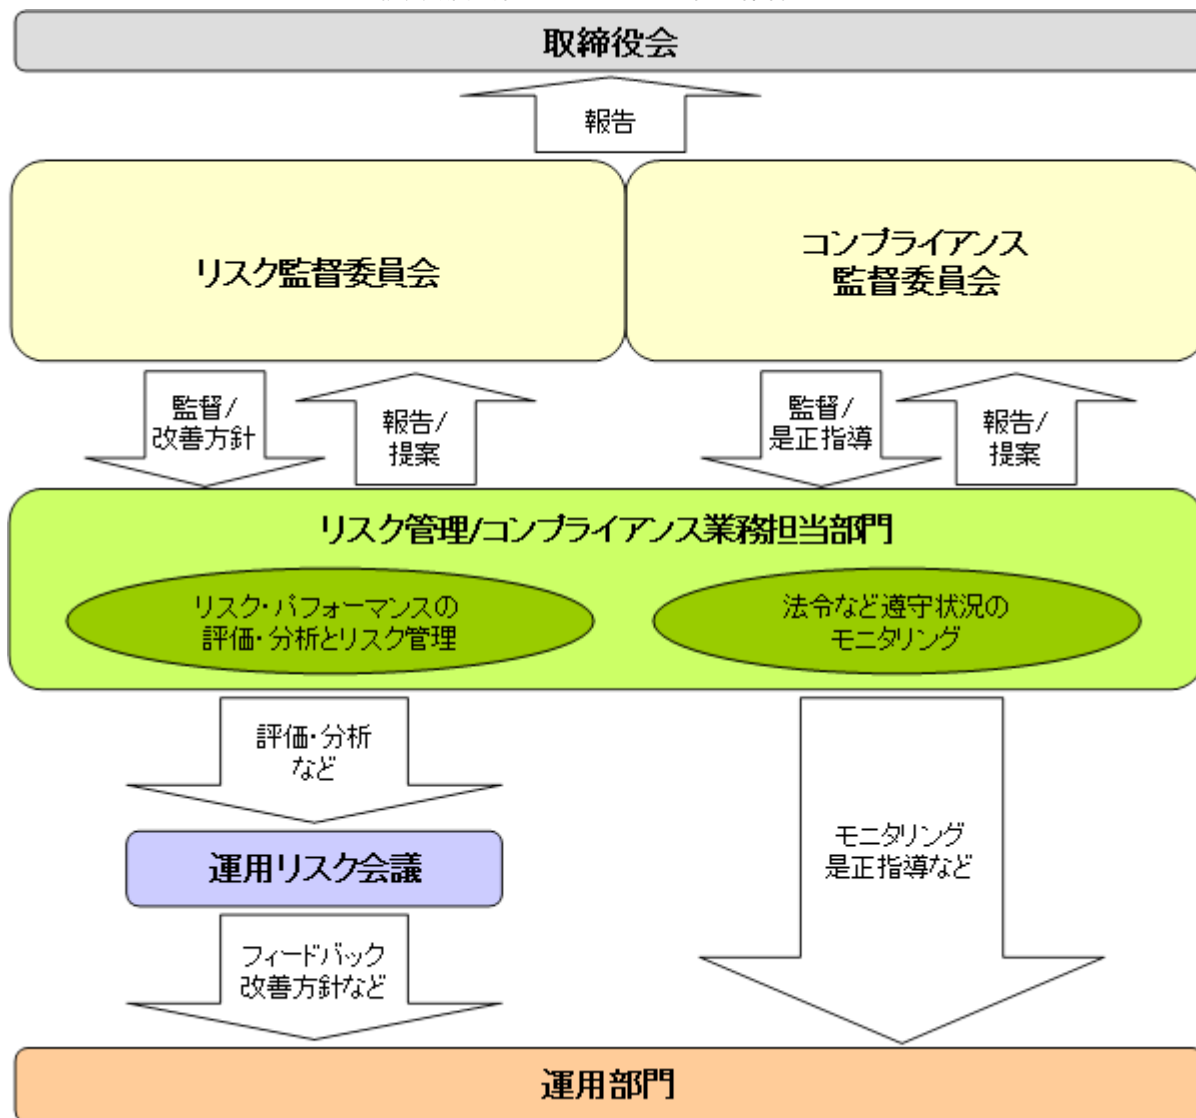 取締役会
報告
リスク監督委員会
コンプライアンス
監督委員会
監督/
改善方針
報告/
提案
監督/
是正指導
報告/
提案
リスク管理/コンプライアンス業務担当部門
リスク・パフォーマンスの
評価・分析とリスク管理
法令など遵守状況の
モニタリング
評価・分析
など
運用リスク会議
モニタリング
是正指導など
フィードバック
改善方針など
運用部門